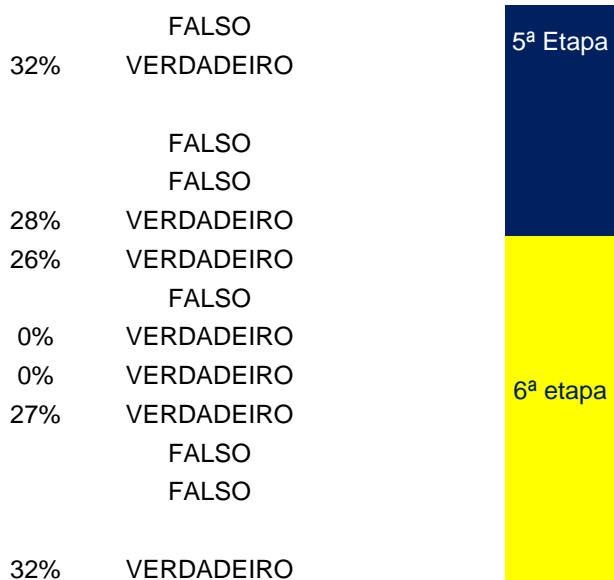 FALSO
5ª Etapa
32% VERDADEIRO
FALSO
FALSO
28% VERDADEIRO
26% VERDADEIRO
FALSO
0% VERDADEIRO
0% VERDADEIRO
6ª etapa
27% VERDADEIRO
FALSO
FALSO
32% VERDADEIRO